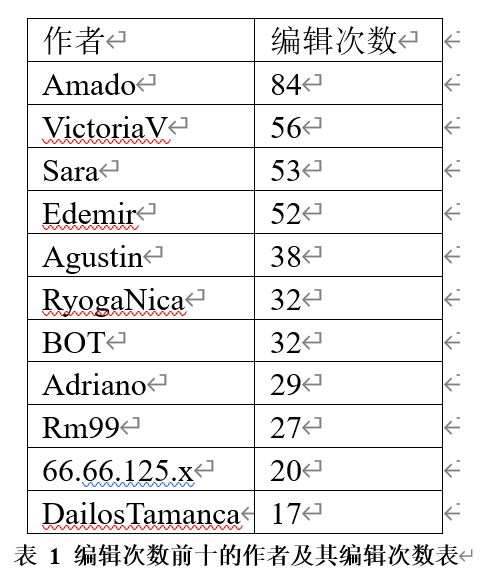 作者 编辑次数
Amado 84
VictoriaV 56
Sara 53
Edemir 52
Agustin 38
RyogaNica 32
BOT 32
Adriano 29
Rm99 27
66.66.125.x 20
DailosTamanca 17
表 1 编辑次数前十的作者及其编辑次数表